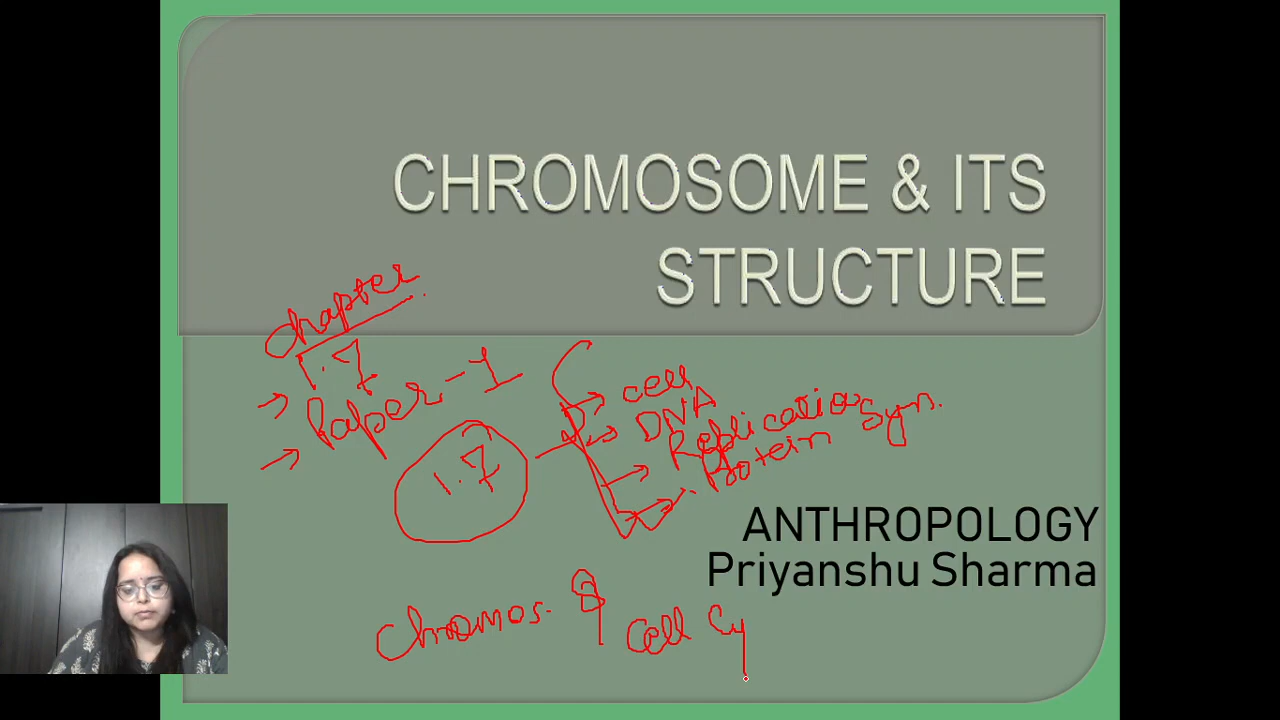 CHROMOSOME & ITS
STRUCTURE
Chapter
1.7
→ Paper-1
→ 1.7
→ cell
→ DNA
→ Replication
→ Protein Syn.
ANTHROPOLOGY
Priyanshu Sharma
Chromos. & Cell Cy